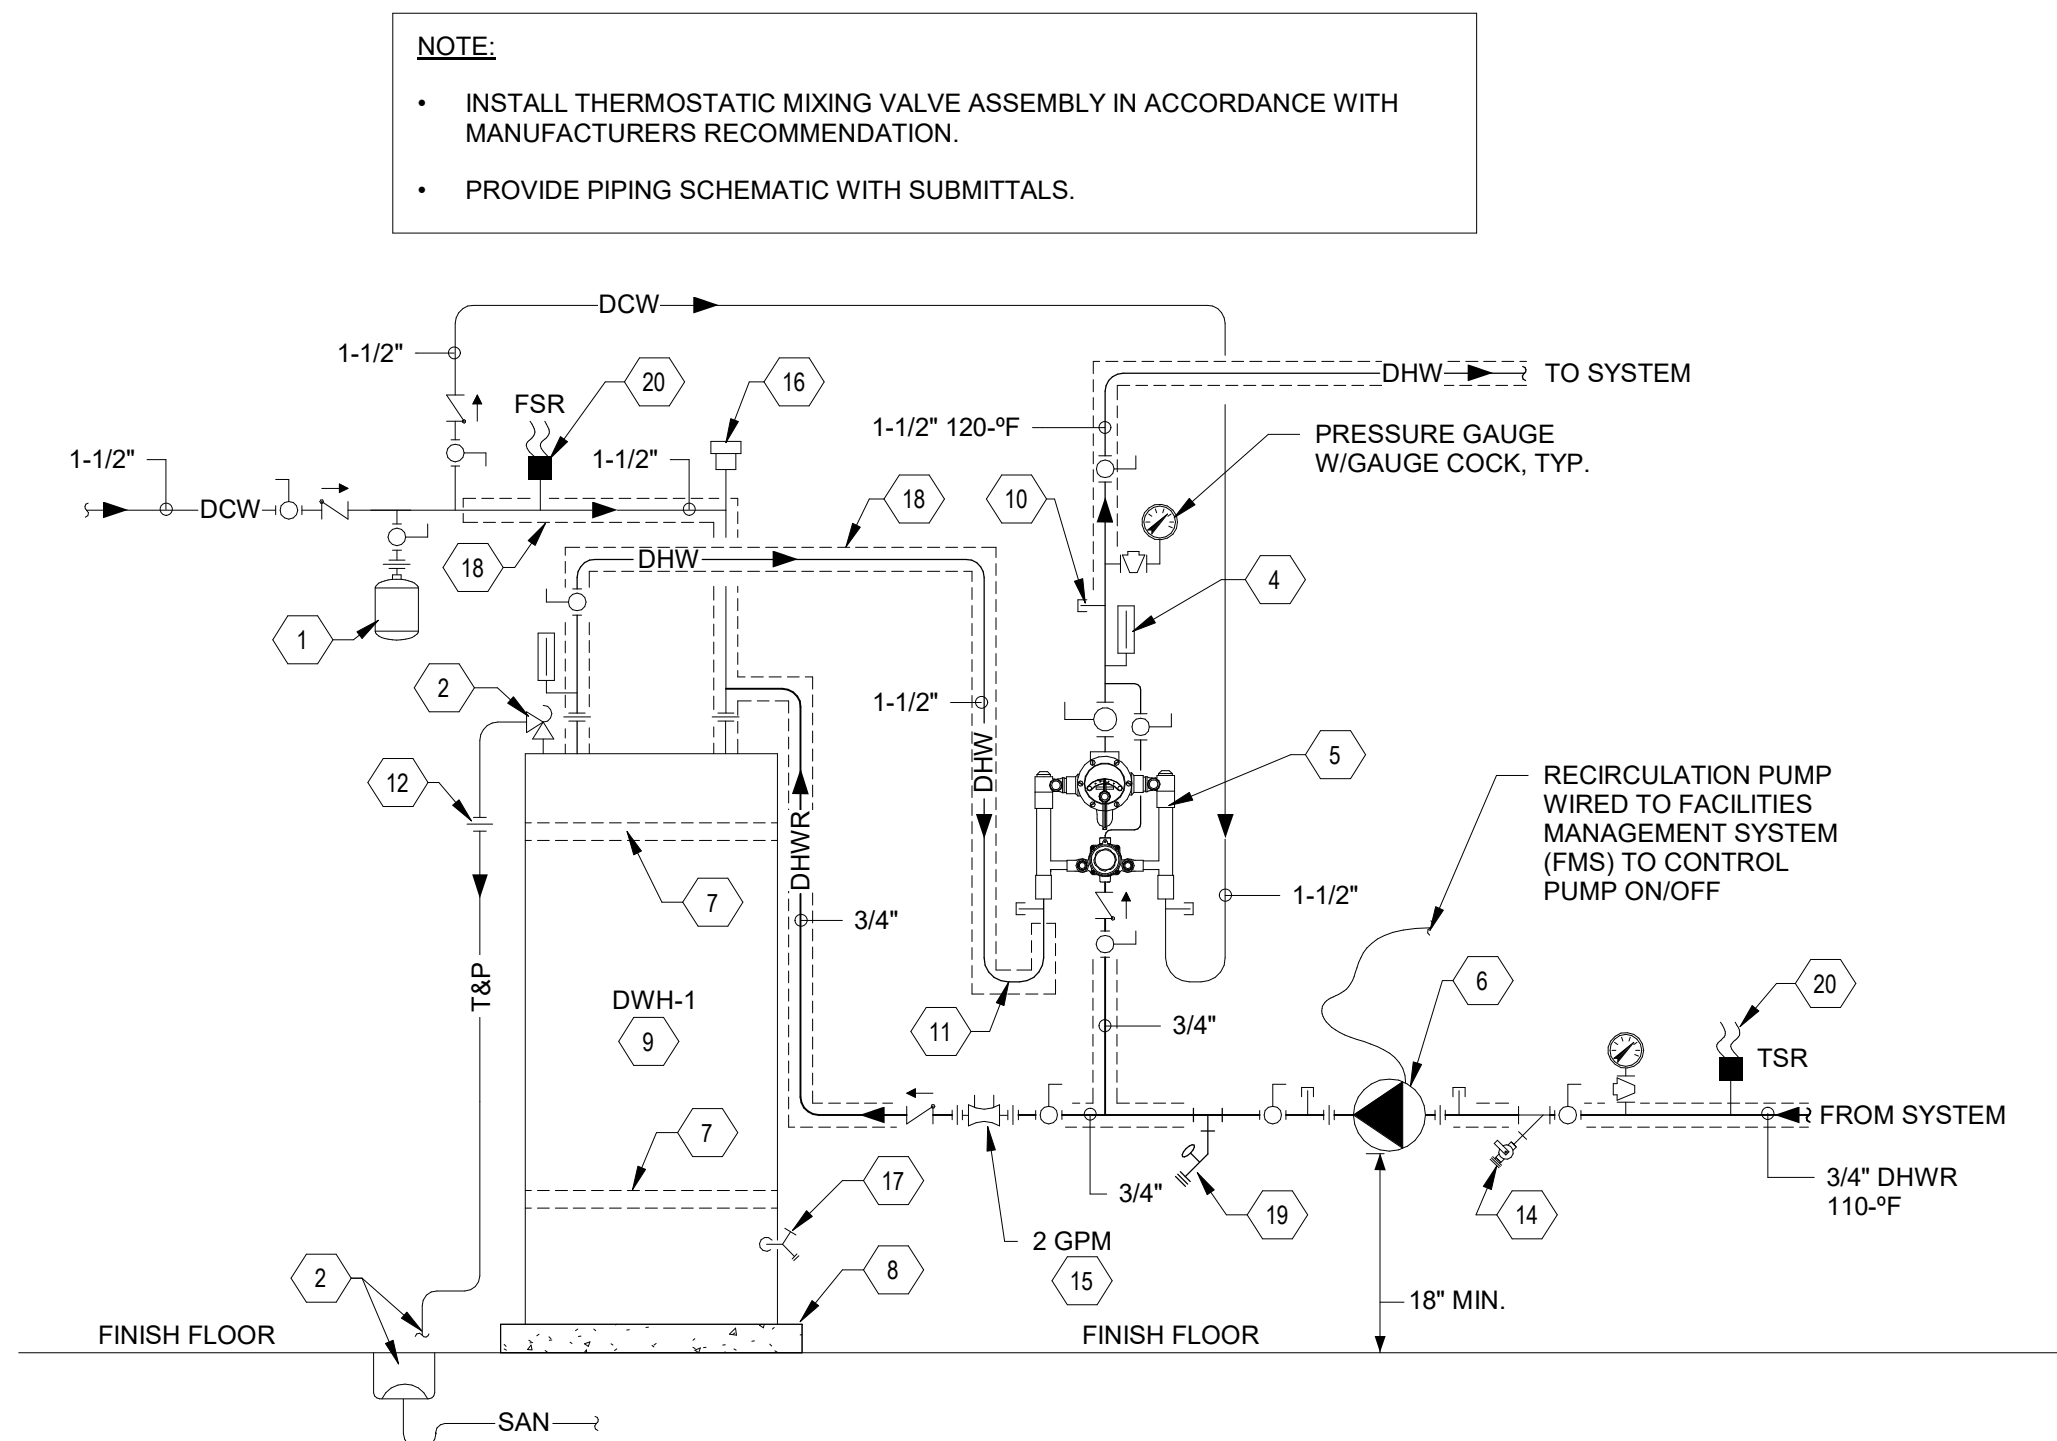 NOTE:
• INSTALL THERMOSTATIC MIXING VALVE ASSEMBLY IN ACCORDANCE WITH
MANUFACTURERS RECOMMENDATION.
• PROVIDE PIPING SCHEMATIC WITH SUBMITTALS.
DCW
1-1/2"
20
16
DHW
TO SYSTEM
FSR
1-1/2" 120-ºF
PRESSURE GAUGE
W/GAUGE COCK, TYP.
1-1/2"
1-1/2"
18
10
DCW
DHW
18
4
1
2
1-1/2"
5
DHW
12
RECIRCULATION PUMP
WIRED TO FACILITIES
MANAGEMENT SYSTEM
(FMS) TO CONTROL
PUMP ON/OFF
DHWR
7
3/4"
1-1/2"
T&P
DWH-1
9
11
3/4"
6
20
TSR
FROM SYSTEM
7
17
3/4"
19
14
3/4" DHWR
110-ºF
2 GPM
15
2
8
18" MIN.
FINISH FLOOR
FINISH FLOOR
SAN